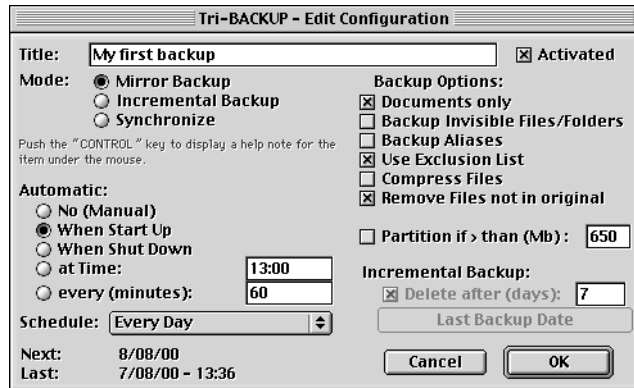 Tri-BACKUP - Edit Configuration
Title: My first backup Activated
Mode: Mirror Backup
Incremental Backup
Synchronize
Push the "CONTROL" key to display a help note for the
item under the mouse.
Automatic:
No (Manual)
When Start Up
When Shut Down
at Time: 13:00
every (minutes): 60
Schedule: Every Day
Next: 8/08/00
Last: 7/08/00 - 13:36
Backup Options:
Documents only
Backup Invisible Files/Folders
Backup Aliases
Use Exclusion List
Compress Files
Remove Files not in original
Partition if > than (Mb): 650
Incremental Backup:
Delete after (days): 7
Last Backup Date
Cancel OK